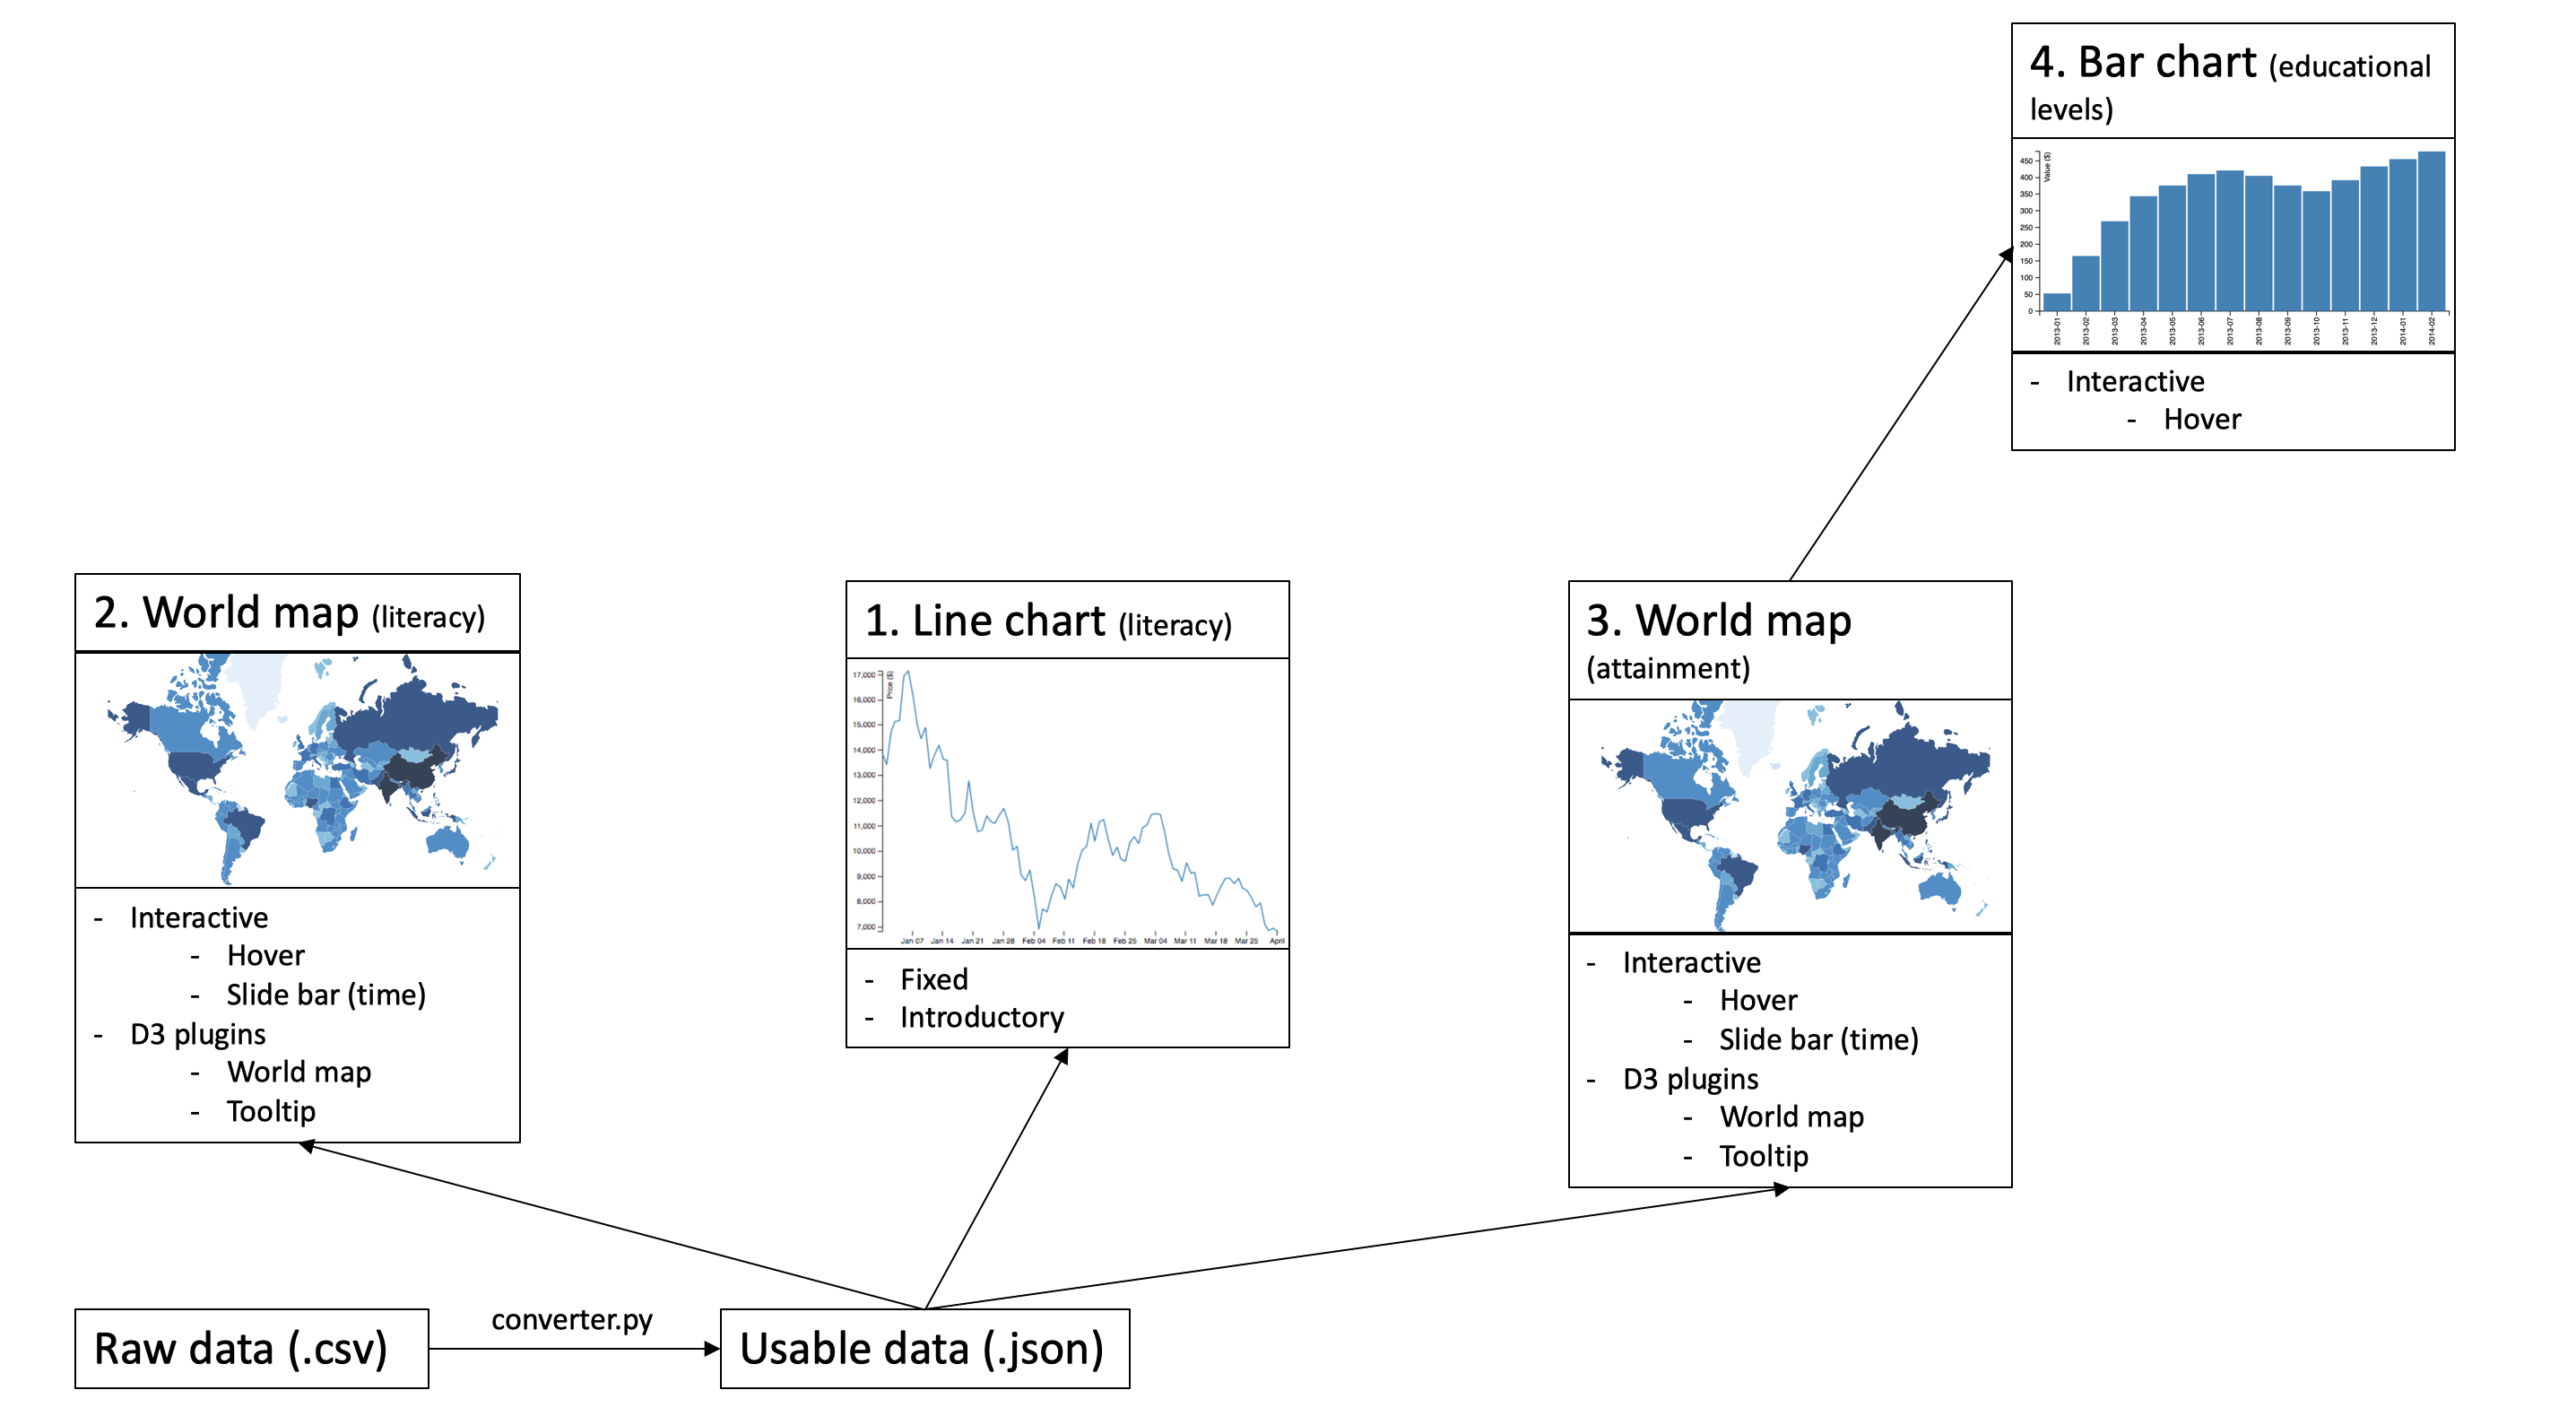 4. Bar chart (educational
levels)
Value ($)
450
400
350
300
250
200
150
100
50
0
2013-01
2013-02
2013-03
2013-04
2013-05
2013-06
2013-07
2013-08
2013-09
2013-10
2013-11
2013-12
2014-01
2014-02
- Interactive
- Hover
2. World map (literacy)
- Interactive
- Hover
- Slide bar (time)
- D3 plugins
- World map
- Tooltip
1. Line chart (literacy)
Price ($)
17,000
16,000
15,000
14,000
13,000
12,000
11,000
10,000
9,000
8,000
7,000
Jan 07 Jan 14 Jan 21 Jan 28 Feb 04 Feb 11 Feb 18 Feb 25 Mar 04 Mar 11 Mar 18 Mar 25 April
- Fixed
- Introductory
3. World map
(attainment)
- Interactive
- Hover
- Slide bar (time)
- D3 plugins
- World map
- Tooltip
Raw data (.csv)
converter.py
Usable data (.json)